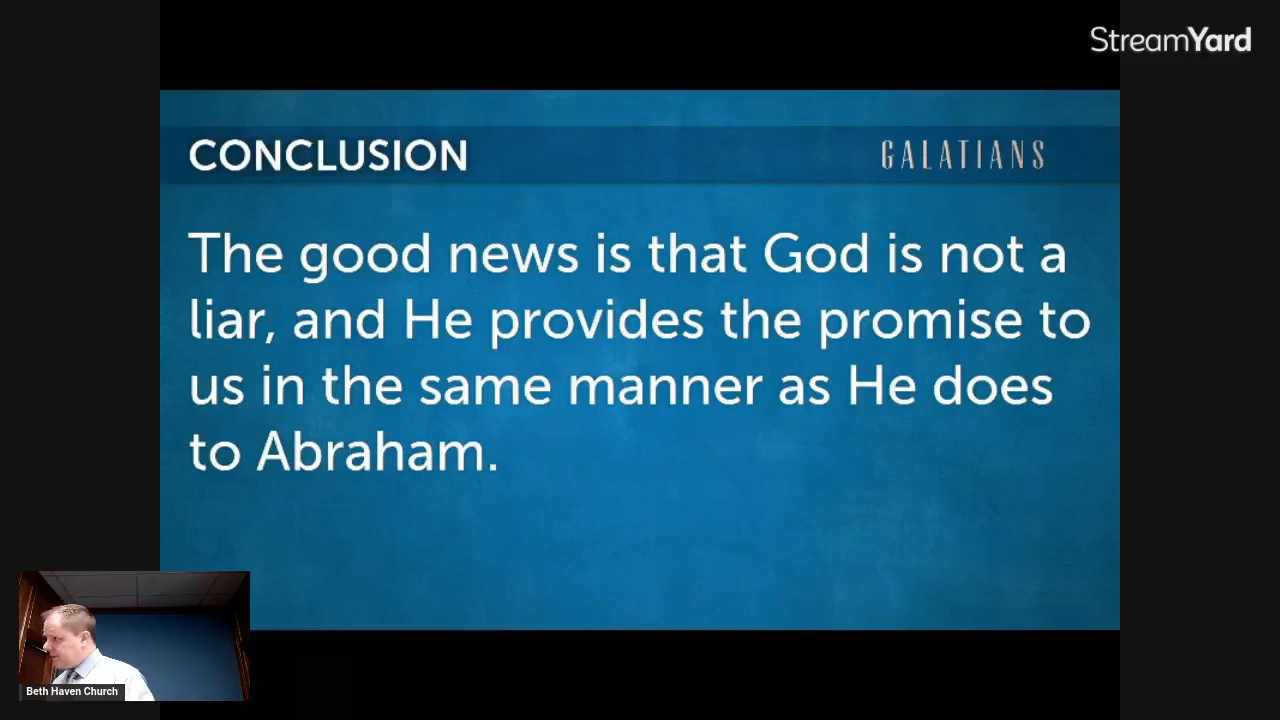 StreamYard
CONCLUSION
GALATIANS
The good news is that God is not a
liar, and He provides the promise to
us in the same manner as He does
to Abraham.
Beth Haven Church